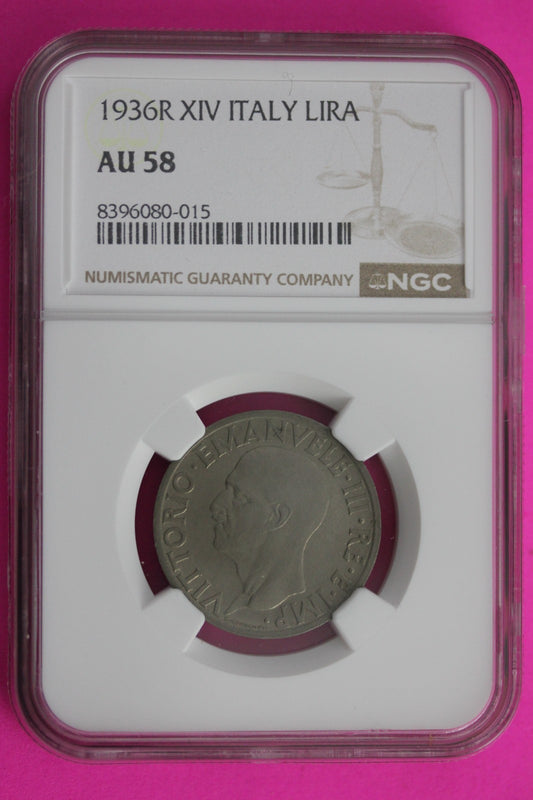 1936R XIV ITALY LIRA
AU 58
8396080-015
NUMISMATIC GUARANTY COMPANY
NGC
VITTORIO · EMANVELE · III · RE · E · IMP ·